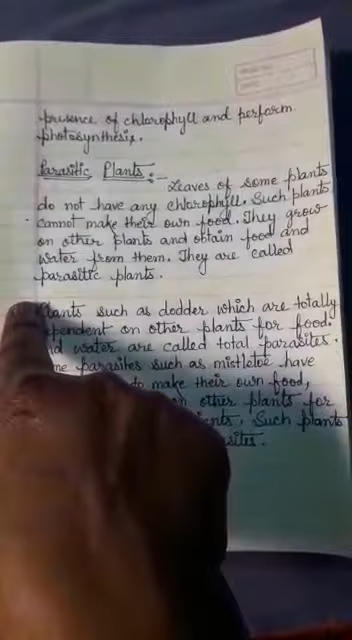 presence of chlorophyll and perform
photosynthesis.
Parasitic Plants :-
Leaves of some plants
do not have any chlorophyll. Such plants
cannot make their own food. They grow
on other plants and obtain food and
water from them. They are called
parasitic plants.
Plants such as dodder which are totally
dependent on other plants for food.
and water are called total parasites.
parasites such as mistletoe have
to make their own food,
other plants for
Such plants